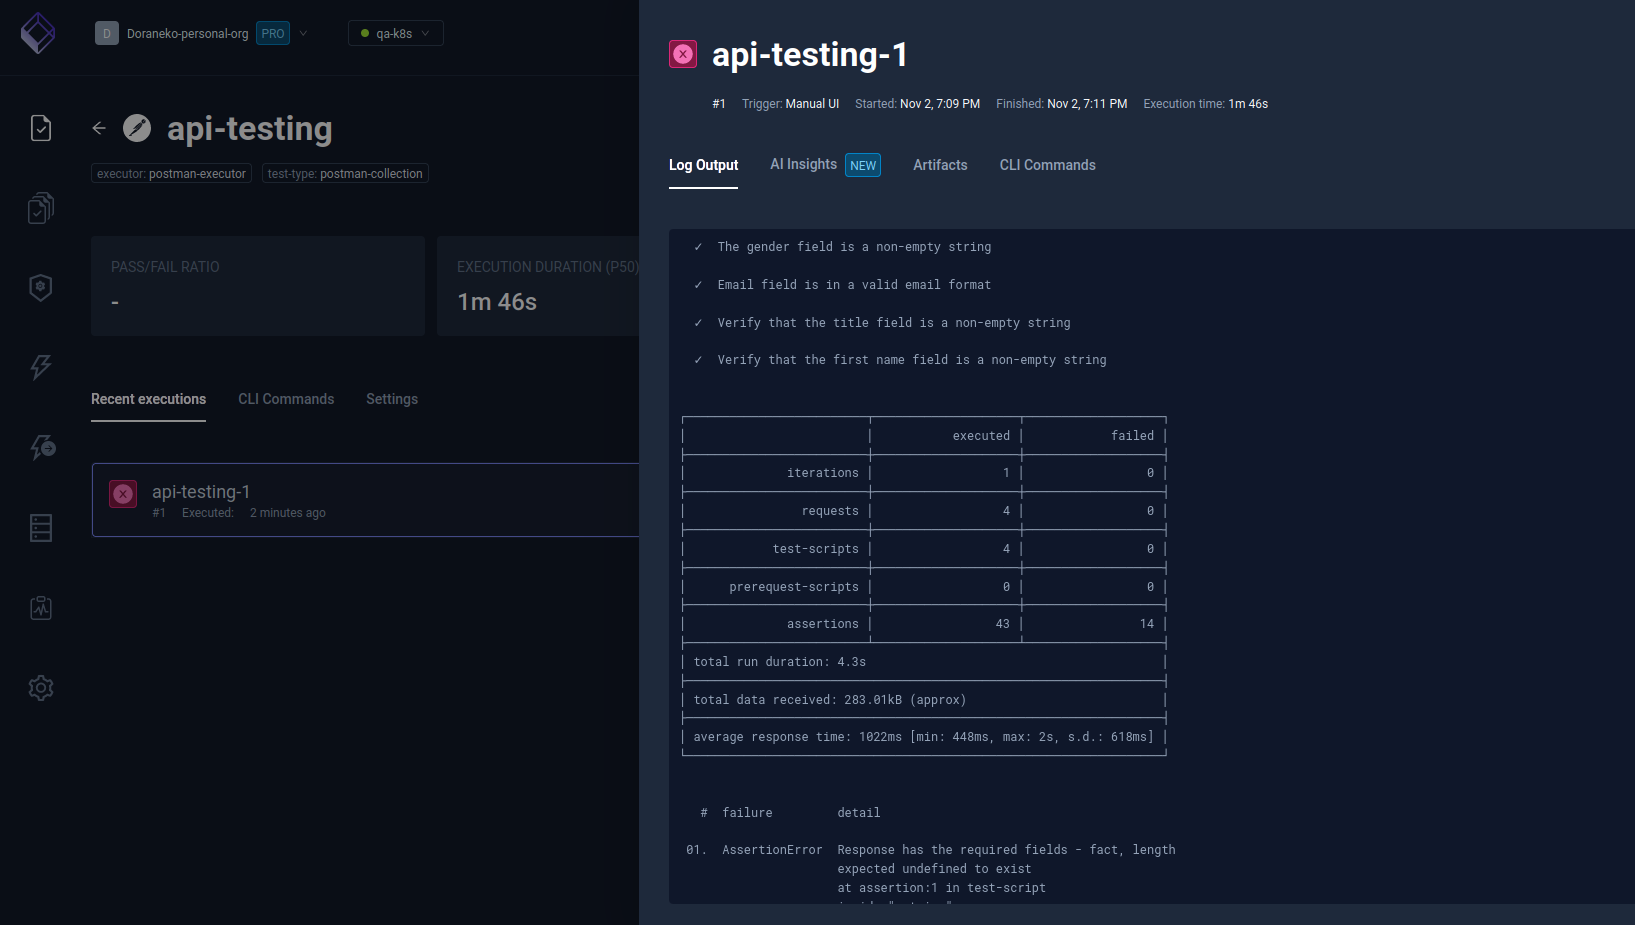 D Doraneko-personal-org PRO qa-k8s
api-testing
executor: postman-executor test-type: postman-collection
PASS/FAIL RATIO
-
EXECUTION DURATION (P50)
1m 46s
Recent executions CLI Commands Settings
api-testing-1
#1 Executed: 2 minutes ago
api-testing-1
#1 Trigger: Manual UI Started: Nov 2, 7:09 PM Finished: Nov 2, 7:11 PM Execution time: 1m 46s
Log Output AI Insights NEW Artifacts CLI Commands
✓ The gender field is a non-empty string
✓ Email field is in a valid email format
✓ Verify that the title field is a non-empty string
✓ Verify that the first name field is a non-empty string
executed failed
iterations 1 0
requests 4 0
test-scripts 4 0
prerequest-scripts 0 0
assertions 43 14
total run duration: 4.3s
total data received: 283.01kB (approx)
average response time: 1022ms [min: 448ms, max: 2s, s.d.: 618ms]
# failure detail
01. AssertionError Response has the required fields - fact, length
expected undefined to exist
at assertion:1 in test-script